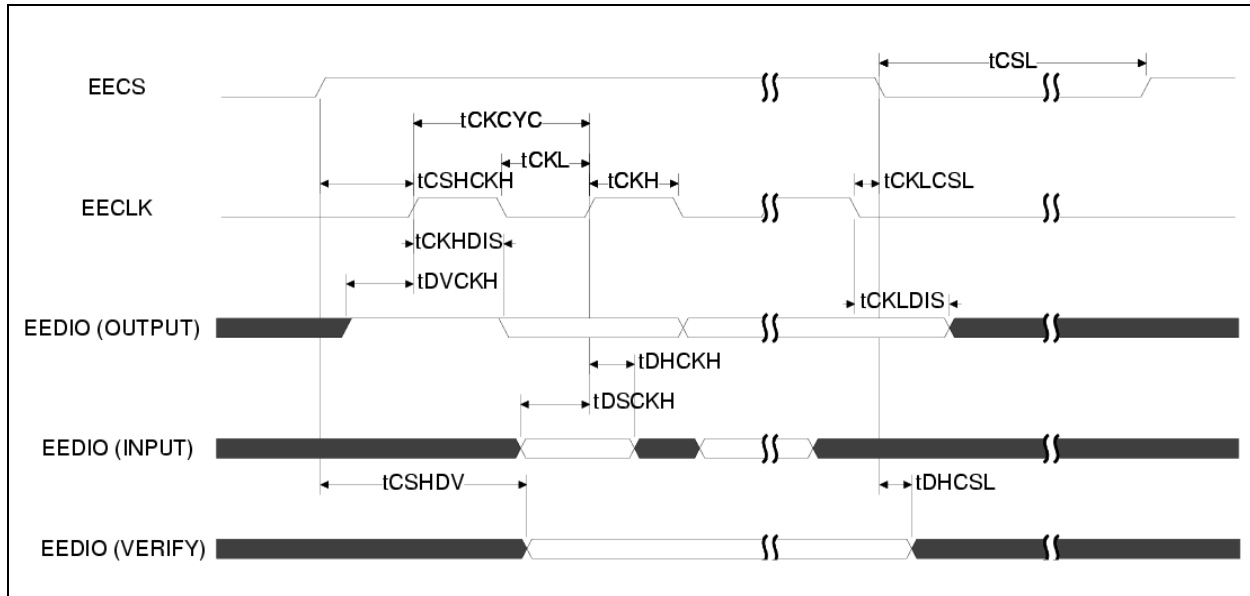 tCSL
EECS
tCKCYC
tCKL
tCSHCKH
tCKH
tCKLCSL
EECLK
tCKHDIS
tDVCKH
tCKLDIS
EEDIO (OUTPUT)
tDHCKH
tDSCKH
EEDIO (INPUT)
tCSHDV
tDHCSL
EEDIO (VERIFY)